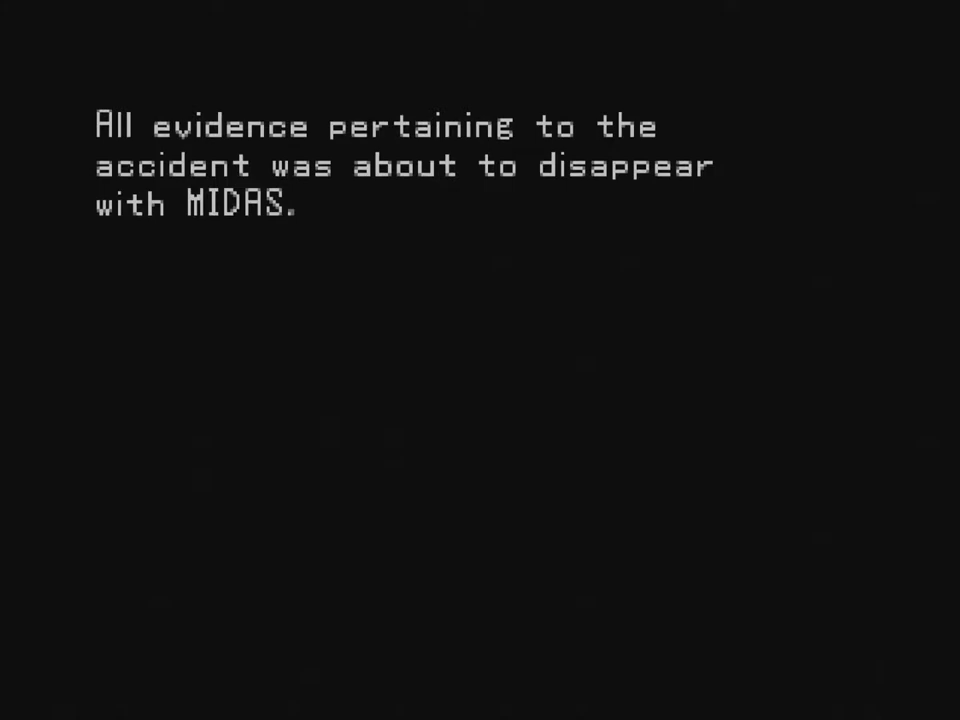 All evidence pertaining to the
accident was about to disappear
with MIDAS.